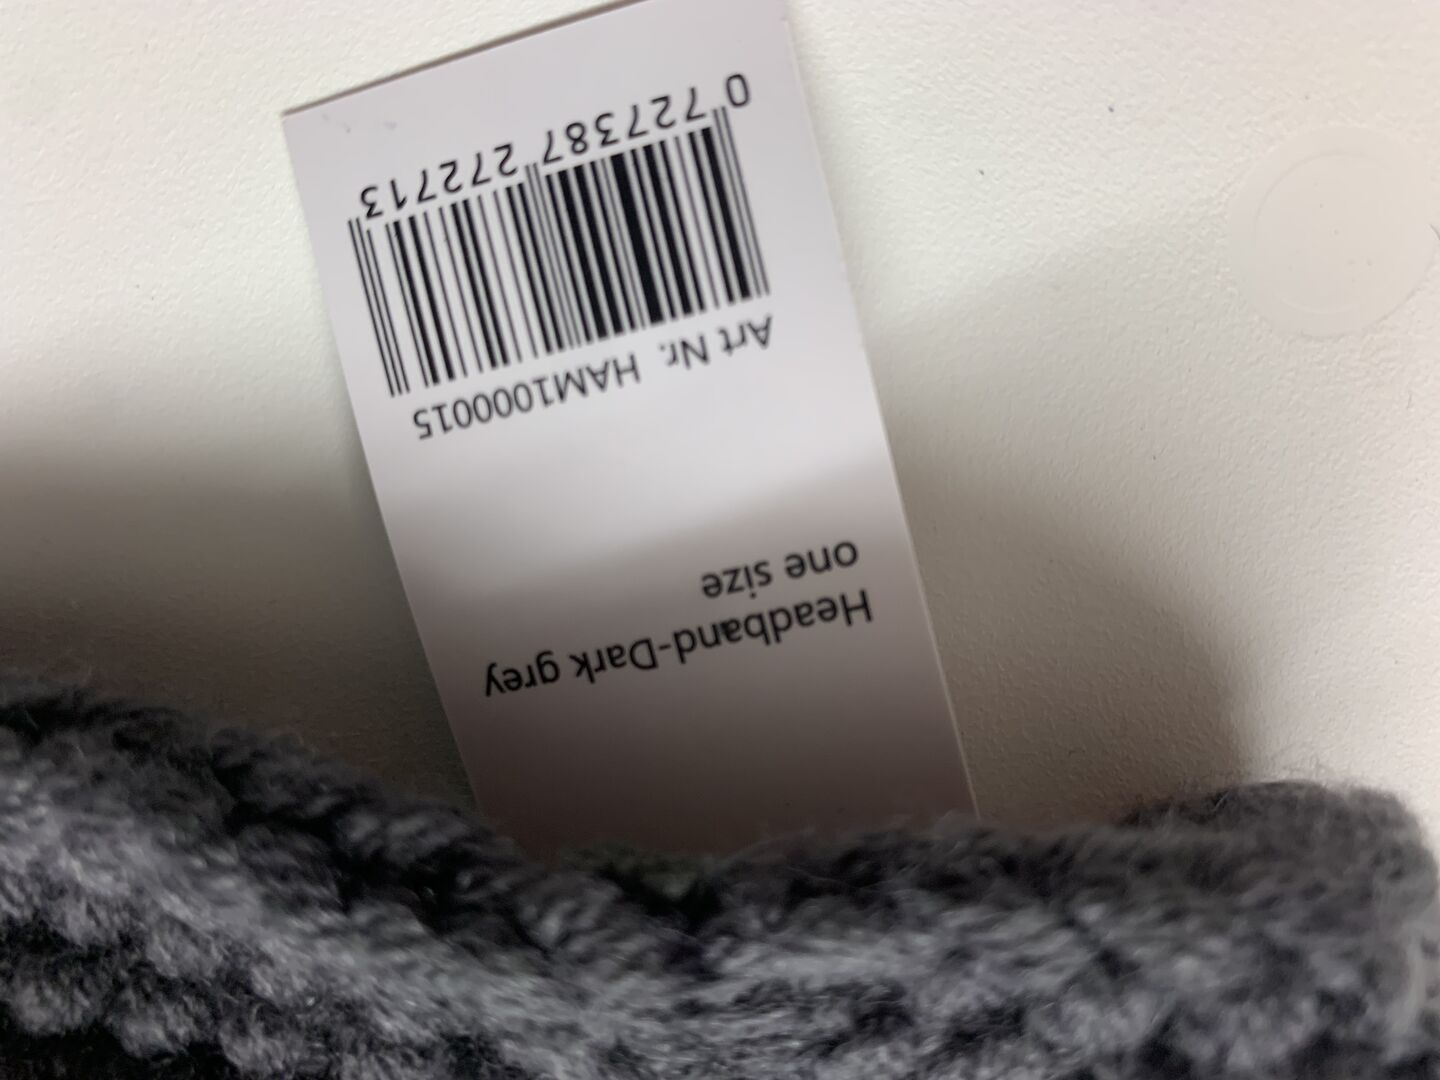 Headband-Dark grey
one size
Art Nr. HAM1000015
0 727387 272713